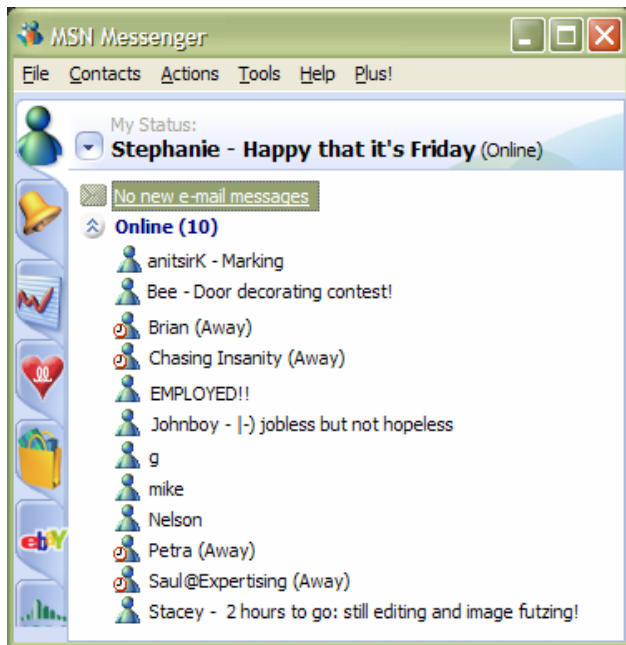 MSN Messenger
File Contacts Actions Tools Help Plus!
My Status:
Stephanie - Happy that it's Friday (Online)
No new e-mail messages
Online (10)
anitsirK - Marking
Bee - Door decorating contest!
Brian (Away)
Chasing Insanity (Away)
EMPLOYED!!
Johnboy - |-) jobless but not hopeless
g
mike
Nelson
Petra (Away)
Saul@Expertising (Away)
Stacey - 2 hours to go: still editing and image futzing!
ebY